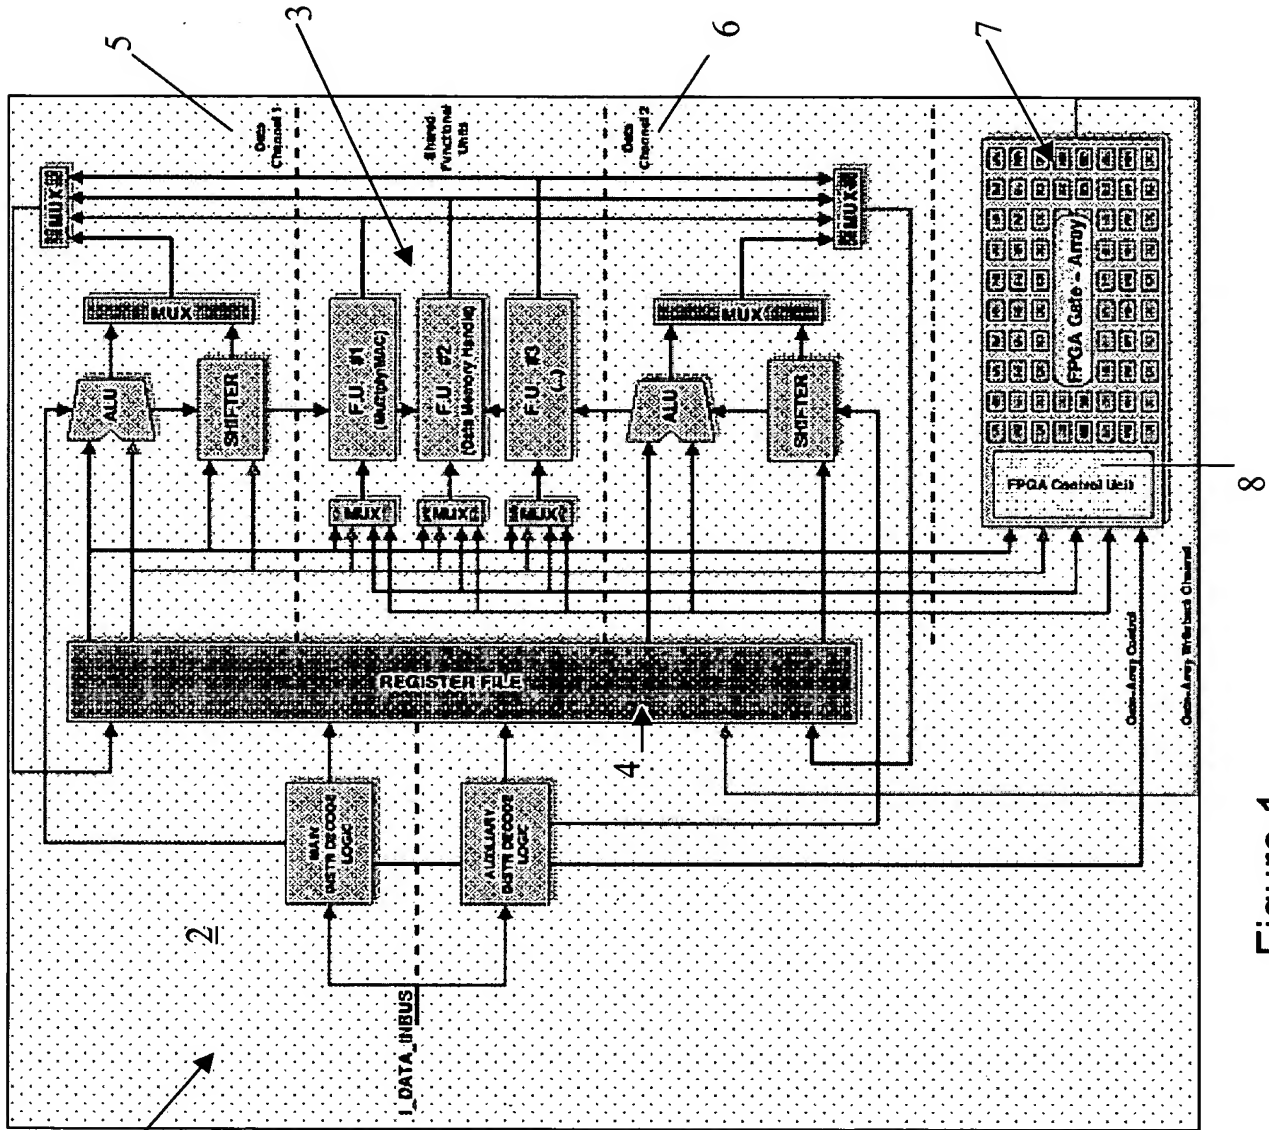 5
3
6
7
Data
Channel 1
Shared
Functional
Units
Data
Channel 2
MUX
MUX
MUX
MUX
ALU
SHIFTER
F.U. #1
(Multiply/MAC)
F.U. #2
(Data Memory Handling)
F.U. #3
(...)
ALU
SHIFTER
FPGA Gate - Array
FPGA Control Unit
8
MUX
MUX
MUX
REGISTER FILE
4
MAIN
INSTR DECODE
LOGIC
AUXILIARY
INSTR DECODE
LOGIC
2
I_DATA_INBUS
Gate-Array Control
Gate-Array Writeback Channel
Figure 1